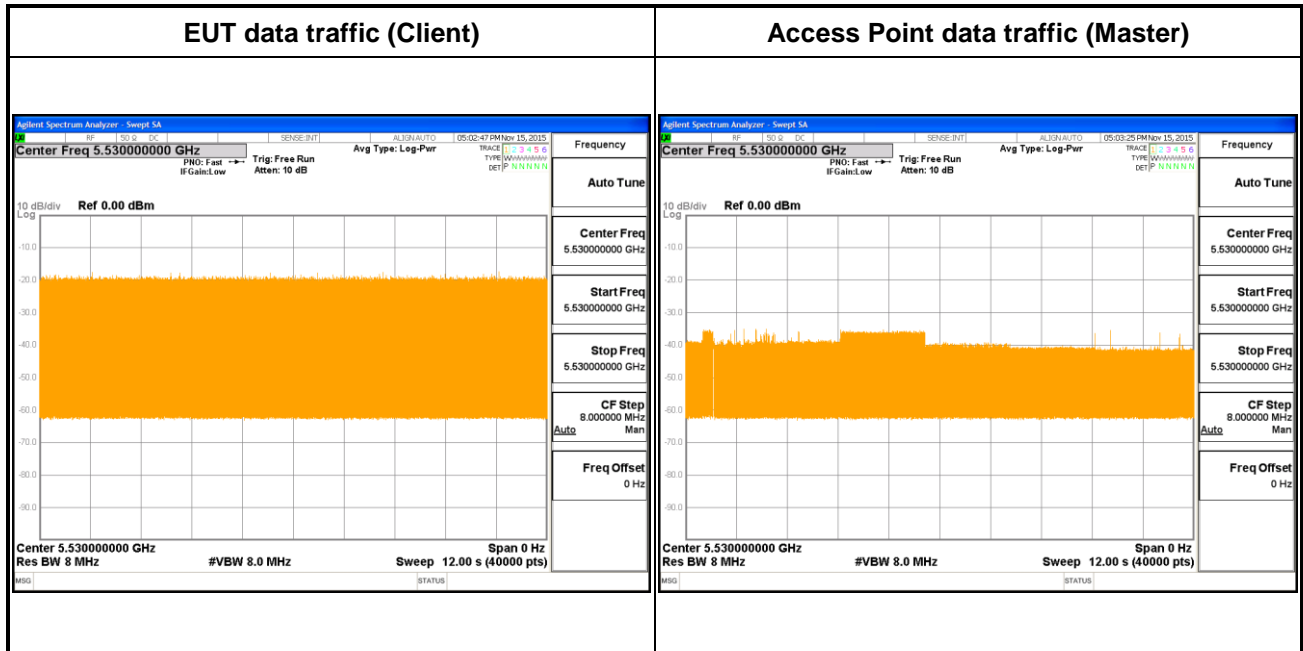 EUT data traffic (Client)
Access Point data traffic (Master)
Agilent Spectrum Analyzer - Swept SA
RF 50 Ω DC SENSE:INT ALIGN AUTO 05:02:47 PM Nov 15, 2015
Center Freq 5.530000000 GHz
PNO: Fast
IFGain:Low
Trig: Free Run
Atten: 10 dB
Avg Type: Log-Pwr
TRACE 1 2 3 4 5 6
TYPE
DET P N N N N N
10 dB/div Ref 0.00 dBm
Log
-10.0
-20.0
-30.0
-40.0
-50.0
-60.0
-70.0
-80.0
-90.0
Center 5.530000000 GHz Span 0 Hz
Res BW 8 MHz #VBW 8.0 MHz Sweep 12.00 s (40000 pts)
MSG STATUS
Frequency
Auto Tune
Center Freq
5.530000000 GHz
Start Freq
5.530000000 GHz
Stop Freq
5.530000000 GHz
CF Step
8.000000 MHz
Auto Man
Freq Offset
0 Hz
Agilent Spectrum Analyzer - Swept SA
RF 50 Ω DC SENSE:INT ALIGN AUTO 05:03:25 PM Nov 15, 2015
Center Freq 5.530000000 GHz
PNO: Fast
IFGain:Low
Trig: Free Run
Atten: 10 dB
Avg Type: Log-Pwr
TRACE 1 2 3 4 5 6
TYPE
DET P N N N N N
10 dB/div Ref 0.00 dBm
Log
-10.0
-20.0
-30.0
-40.0
-50.0
-60.0
-70.0
-80.0
-90.0
Center 5.530000000 GHz Span 0 Hz
Res BW 8 MHz #VBW 8.0 MHz Sweep 12.00 s (40000 pts)
MSG STATUS
Frequency
Auto Tune
Center Freq
5.530000000 GHz
Start Freq
5.530000000 GHz
Stop Freq
5.530000000 GHz
CF Step
8.000000 MHz
Auto Man
Freq Offset
0 Hz